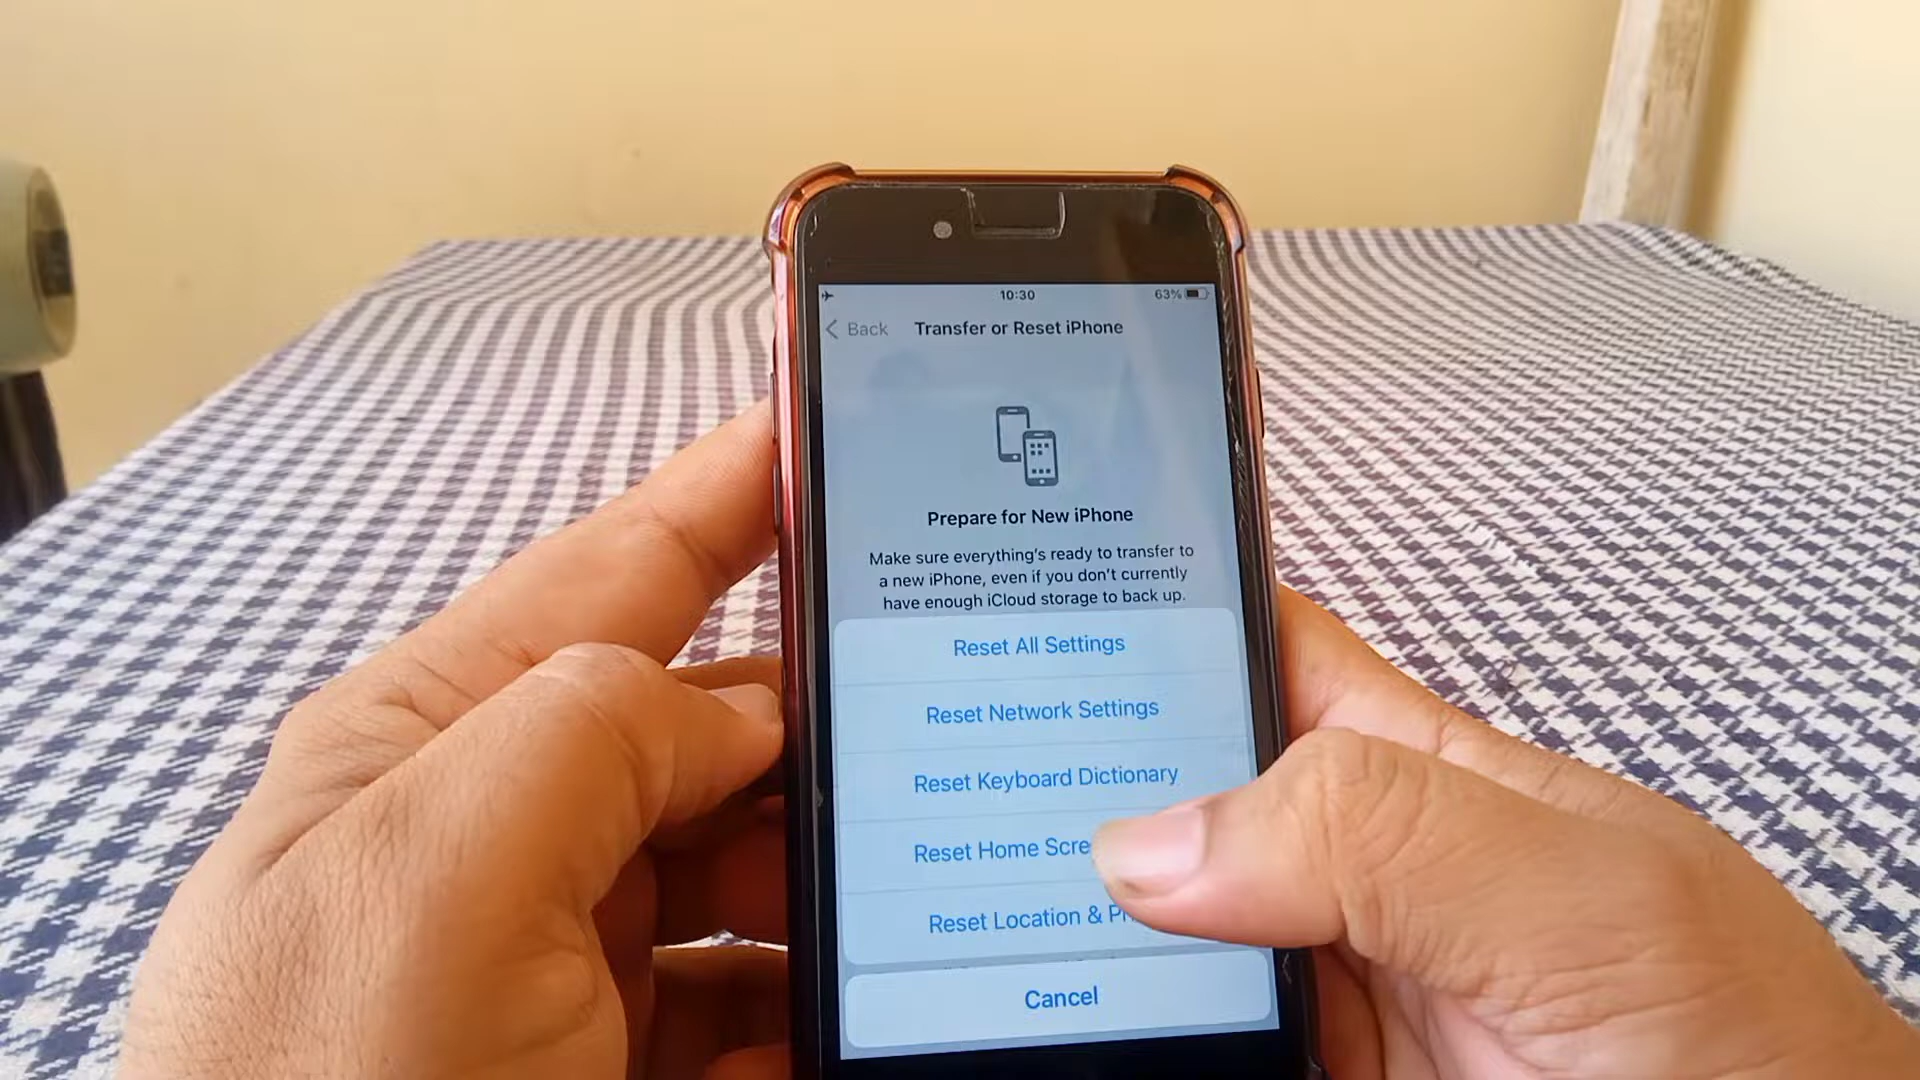 10:30
63%
Back
Transfer or Reset iPhone
Prepare for New iPhone
Make sure everything's ready to transfer to
a new iPhone, even if you don't currently
have enough iCloud storage to back up.
Reset All Settings
Reset Network Settings
Reset Keyboard Dictionary
Reset Home
Reset Location &
Cancel